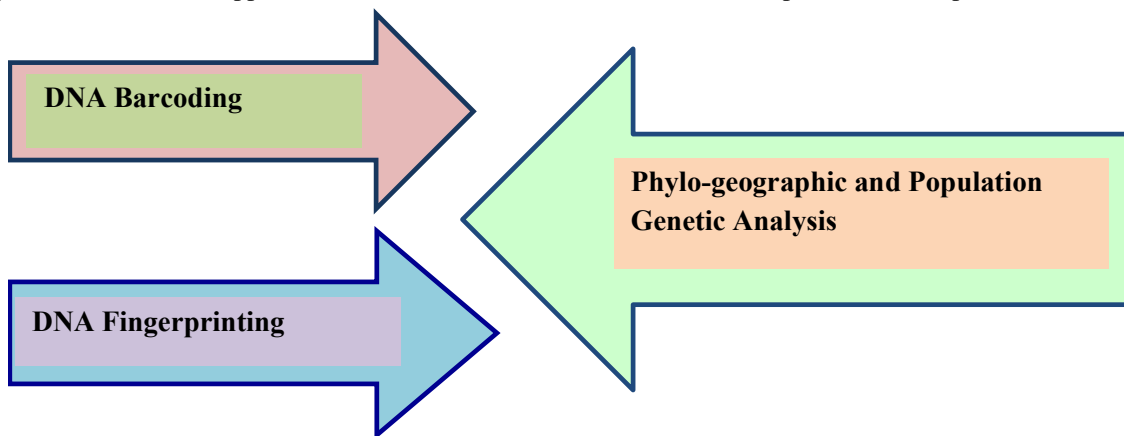 DNA Barcoding
Phylo-geographic and Population
Genetic Analysis
DNA Fingerprinting